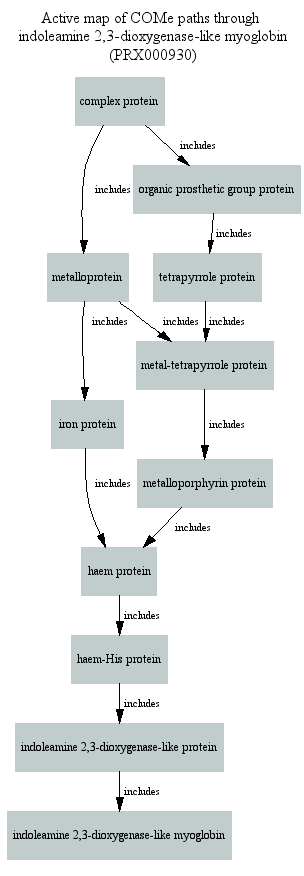 Active map of COMe paths through
indoleamine 2,3-dioxygenase-like myoglobin
(PRX000930)
complex protein
includes
includes
organic prosthetic group protein
includes
metalloprotein
tetrapyrrole protein
includes
includes
includes
metal-tetrapyrrole protein
iron protein
includes
includes
metalloporphyrin protein
includes
haem protein
includes
haem-His protein
includes
indoleamine 2,3-dioxygenase-like protein
includes
indoleamine 2,3-dioxygenase-like myoglobin